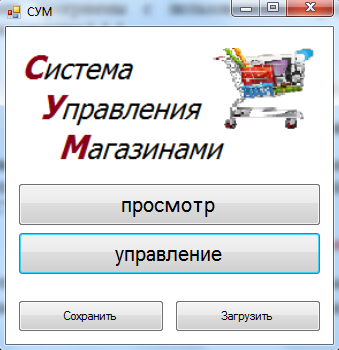 СУМ
Система
Управления
Магазинами
просмотр
управление
Сохранить
Загрузить